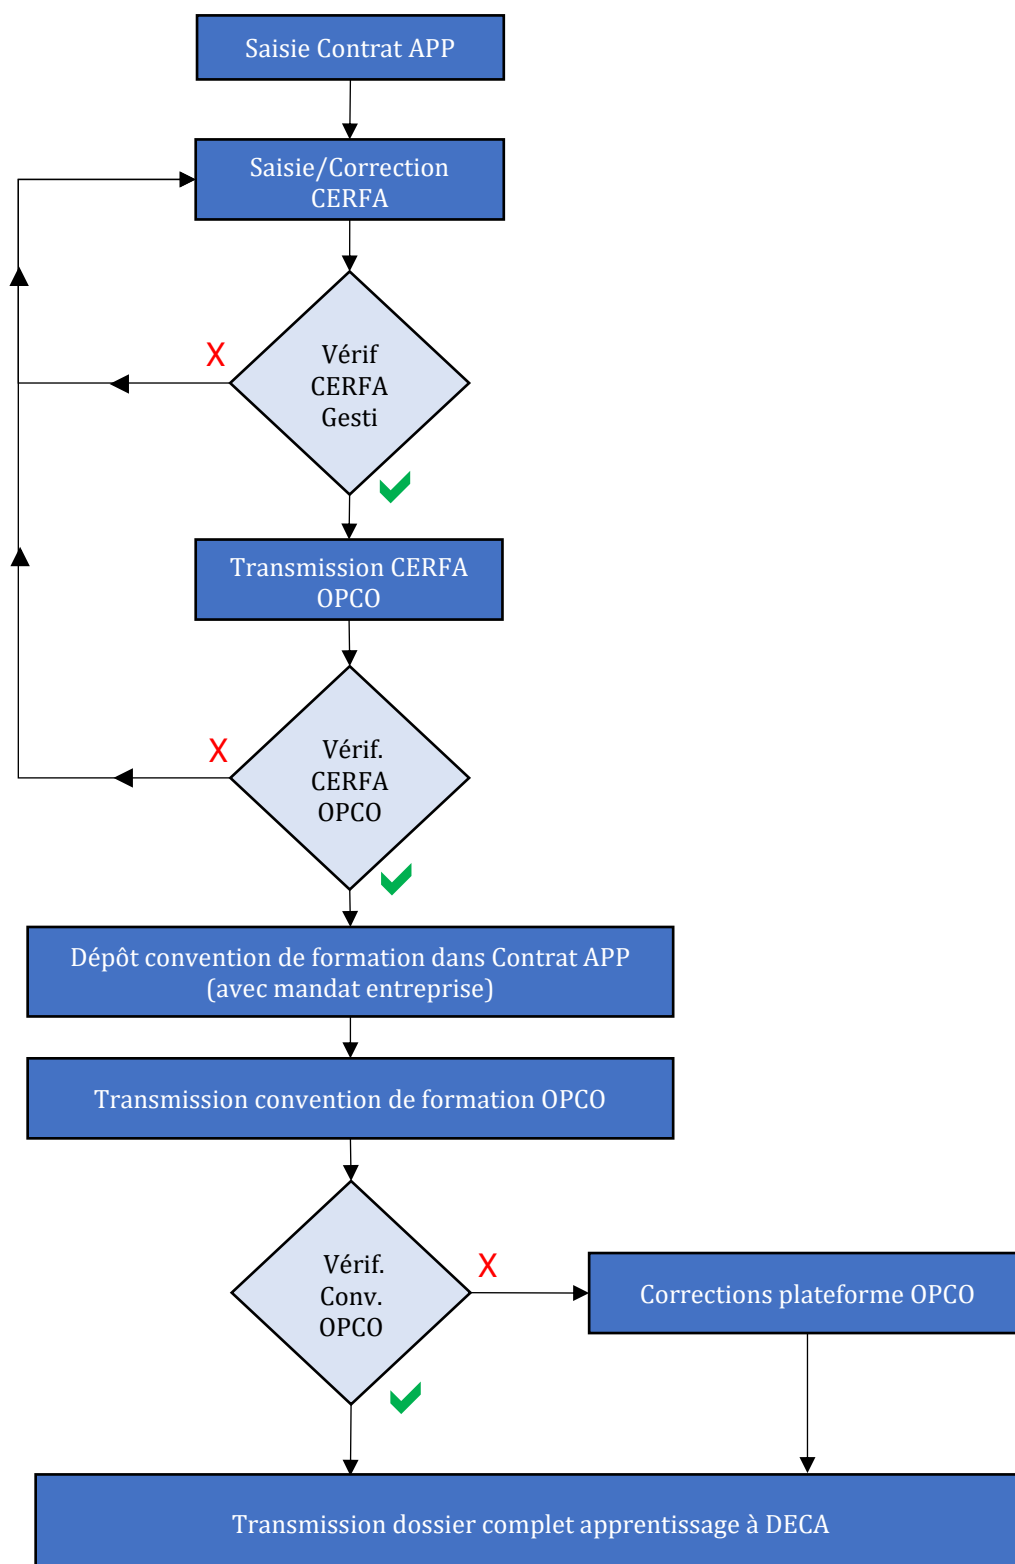 Saisie Contrat APP
Saisie/Correction
CERFA
X
Vérif
CERFA
Gesti
Transmission CERFA
OPCO
X
Vérif.
CERFA
OPCO
Dépôt convention de formation dans Contrat APP
(avec mandat entreprise)
Transmission convention de formation OPCO
Vérif.
Conv.
OPCO
X
Corrections plateforme OPCO
Transmission dossier complet apprentissage à DECA